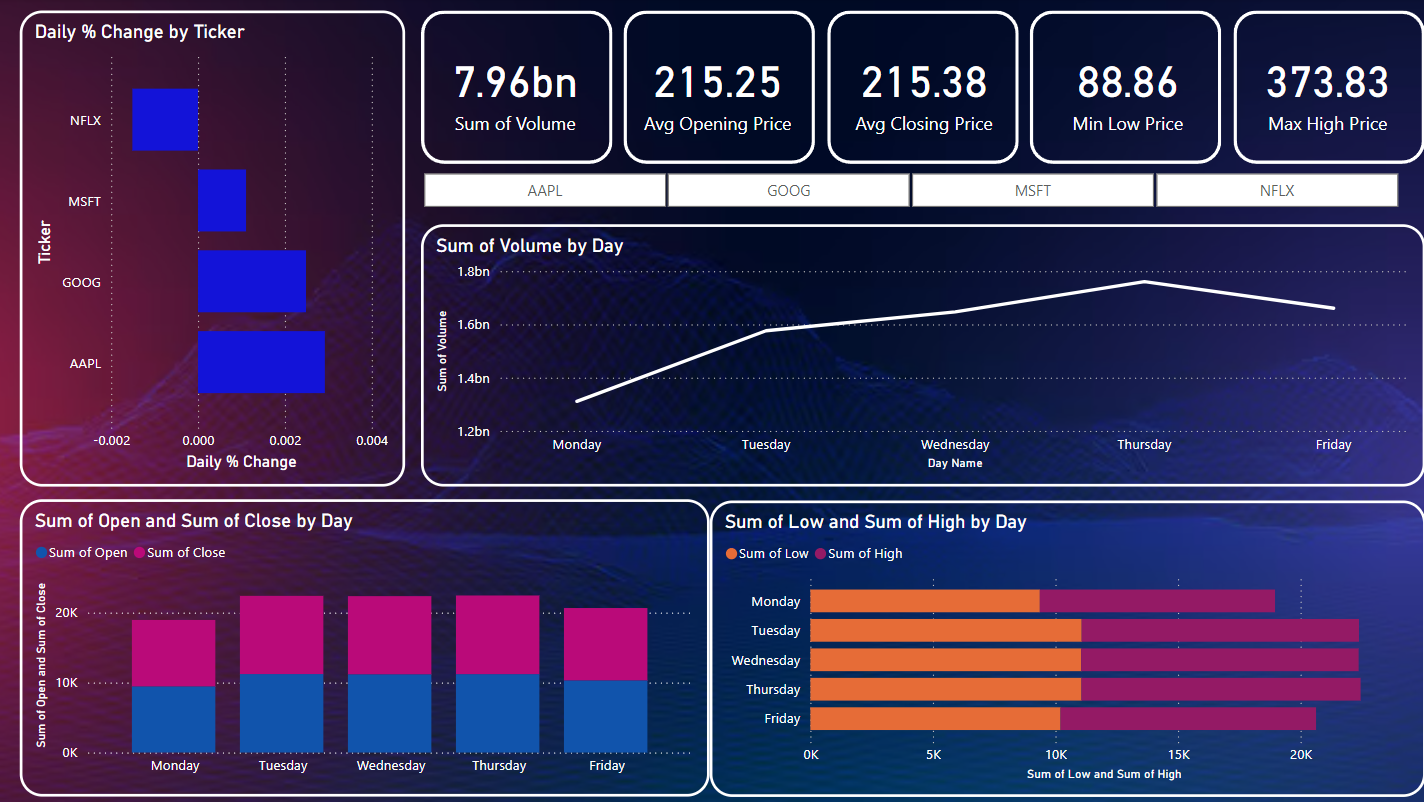 Daily % Change by Ticker
Ticker
NFLX
MSFT
GOOG
AAPL
-0.002 0.000 0.002 0.004
Daily % Change
7.96bn
Sum of Volume
215.25
Avg Opening Price
215.38
Avg Closing Price
88.86
Min Low Price
373.83
Max High Price
AAPL GOOG MSFT NFLX
Sum of Volume by Day
Sum of Volume
1.8bn
1.6bn
1.4bn
1.2bn
Monday Tuesday Wednesday Thursday Friday
Day Name
Sum of Open and Sum of Close by Day
Sum of Open Sum of Close
Sum of Open and Sum of Close
20K
10K
0K
Monday Tuesday Wednesday Thursday Friday
Sum of Low and Sum of High by Day
Sum of Low Sum of High
Monday
Tuesday
Wednesday
Thursday
Friday
0K 5K 10K 15K 20K
Sum of Low and Sum of High